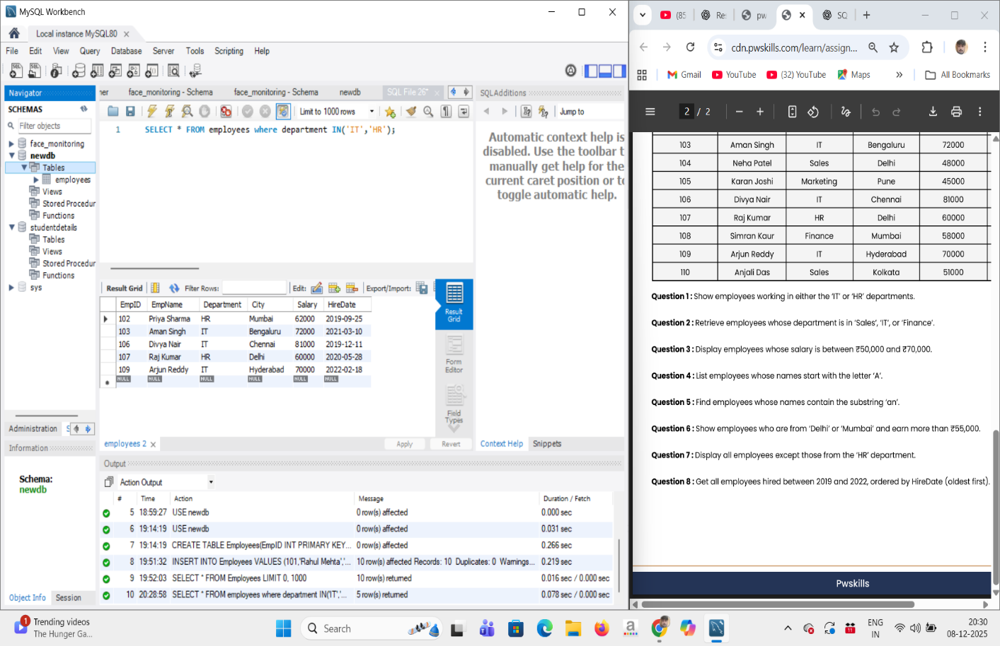 MySQL Workbench
Local instance MySQL80
File Edit View Query Database Server Tools Scripting Help
Navigator
SCHEMAS
Filter objects
face_monitoring
newdb
Tables
employees
Views
Stored Procedur
Functions
studentdetails
Tables
Views
Stored Procedur
Functions
sys
Administration S
Information
Schema:
newdb
Object Info Session
ner face_monitoring - Schema face_monitoring - Schema newdb SQL File 26*
Limit to 1000 rows
1 SELECT * FROM employees where department IN('IT','HR');
Result Grid Filter Rows: Edit: Export/Import:
EmpID EmpName Department City Salary HireDate
102 Priya Sharma HR Mumbai 62000 2019-09-25
103 Aman Singh IT Bengaluru 72000 2021-03-10
106 Divya Nair IT Chennai 81000 2019-12-11
107 Raj Kumar HR Delhi 60000 2020-05-28
109 Arjun Reddy IT Hyderabad 70000 2022-02-18
NULL NULL NULL NULL NULL NULL
Result Grid
Form Editor
Field Types
employees 2 Apply Revert
SQLAdditions
Jump to
Automatic context help is
disabled. Use the toolbar t
manually get help for the
current caret position or to
toggle automatic help.
Context Help Snippets
Output
Action Output
# Time Action Message Duration / Fetch
5 18:59:27 USE newdb 0 row(s) affected 0.000 sec
6 19:14:19 USE newdb 0 row(s) affected 0.031 sec
7 19:14:19 CREATE TABLE Employees(EmpID INT PRIMARY KEY... 0 row(s) affected 0.266 sec
8 19:51:32 INSERT INTO Employees VALUES (101,'Rahul Mehta','... 10 row(s) affected Records: 10 Duplicates: 0 Warnings... 0.219 sec
9 19:52:03 SELECT * FROM Employees LIMIT 0, 1000 10 row(s) returned 0.016 sec / 0.000 sec
10 20:28:58 SELECT * FROM employees where department IN('IT','... 5 row(s) returned 0.078 sec / 0.000 sec
(85 Re: pw SQ
cdn.pwskills.com/learn/assign...
Gmail YouTube (32) YouTube Maps » All Bookmarks
2 / 2
103 Aman Singh IT Bengaluru 72000
104 Neha Patel Sales Delhi 48000
105 Karan Joshi Marketing Pune 45000
106 Divya Nair IT Chennai 81000
107 Raj Kumar HR Delhi 60000
108 Simran Kaur Finance Mumbai 58000
109 Arjun Reddy IT Hyderabad 70000
110 Anjali Das Sales Kolkata 51000
Question 1 : Show employees working in either the 'IT' or 'HR' departments.
Question 2 : Retrieve employees whose department is in 'Sales', 'IT', or 'Finance'.
Question 3 : Display employees whose salary is between ₹50,000 and ₹70,000.
Question 4 : List employees whose names start with the letter 'A'.
Question 5 : Find employees whose names contain the substring 'an'.
Question 6 : Show employees who are from 'Delhi' or 'Mumbai' and earn more than ₹55,000.
Question 7 : Display all employees except those from the 'HR' department.
Question 8 : Get all employees hired between 2019 and 2022, ordered by HireDate (oldest first).
Pwskills
1
Trending videos
The Hunger Ga...
Search
ENG
IN
20:30
08-12-2025